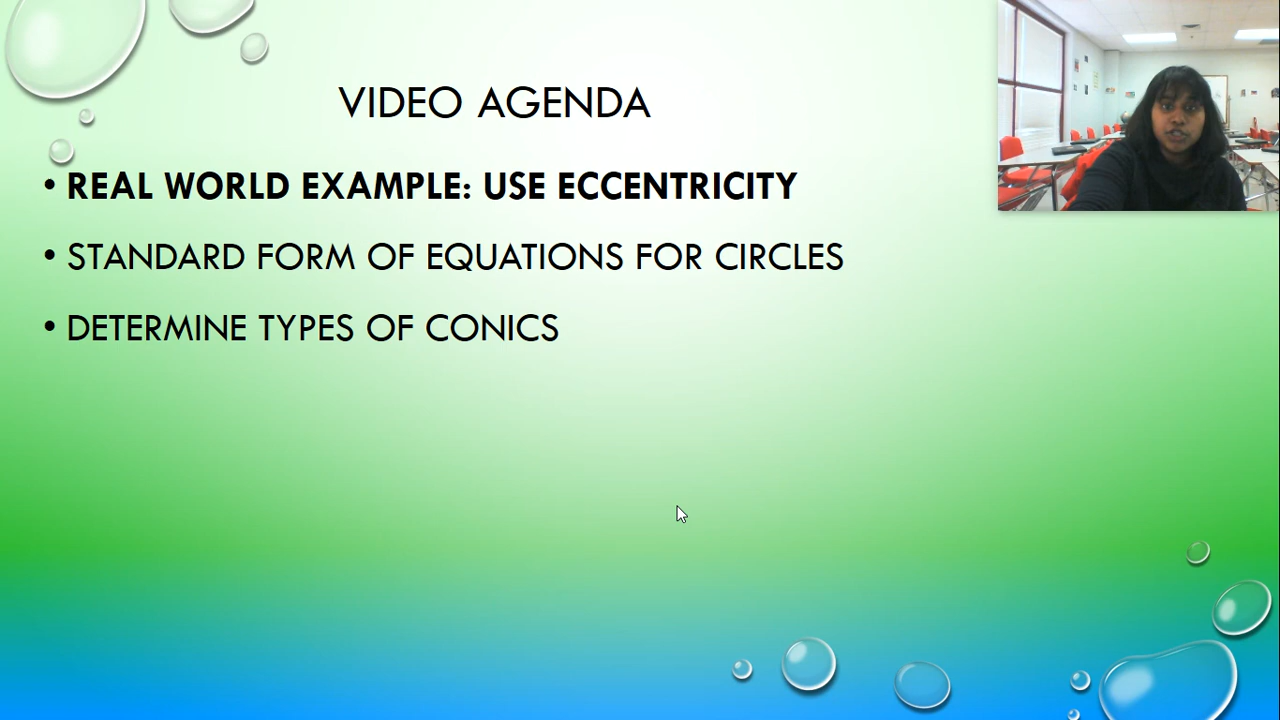 VIDEO AGENDA
• REAL WORLD EXAMPLE: USE ECCENTRICITY
• STANDARD FORM OF EQUATIONS FOR CIRCLES
• DETERMINE TYPES OF CONICS